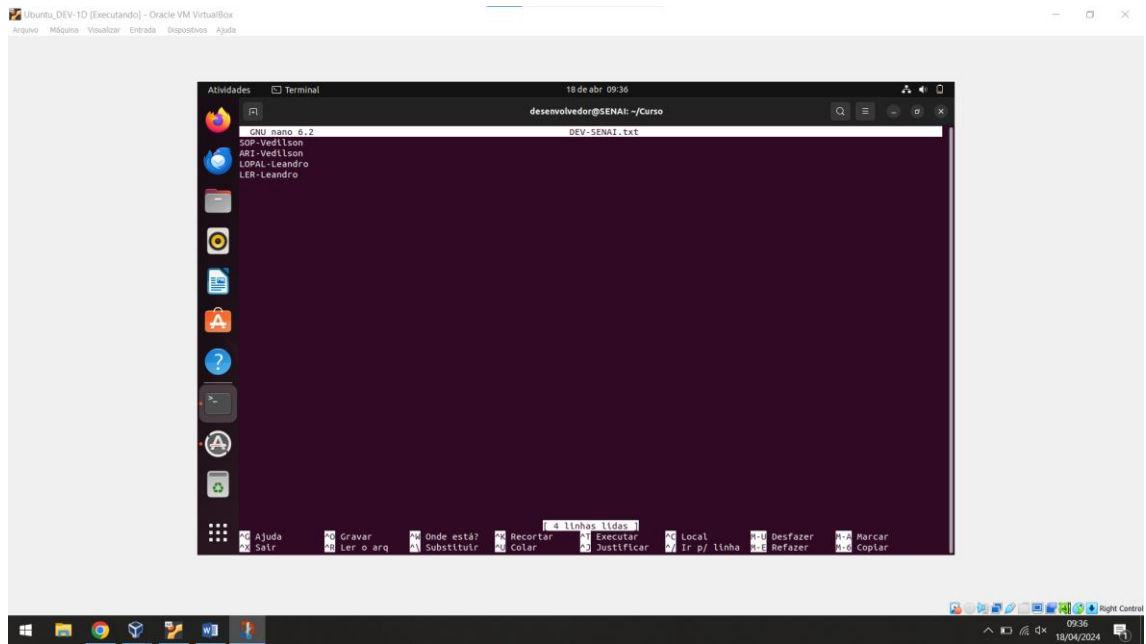 Ubuntu_DEV-1D [Executando] - Oracle VM VirtualBox
Arquivo Máquina Visualizar Entrada Dispositivos Ajuda
Atividades Terminal 18 de abr 09:36
desenvolvedor@SENAI: ~/Curso
GNU nano 6.2 DEV-SENAI.txt
SOP-Vedilson
ARI-Vedilson
LOPAL-Leandro
LER-Leandro
[ 4 linhas lidas ]
^G Ajuda ^O Gravar ^W Onde está? ^K Recortar ^T Executar ^C Local M-U Desfazer M-A Marcar
^X Sair ^R Ler o arq ^\ Substituir ^U Colar ^J Justificar ^/ Ir p/ linha M-E Refazer M-6 Copiar
Right Control
09:36
18/04/2024